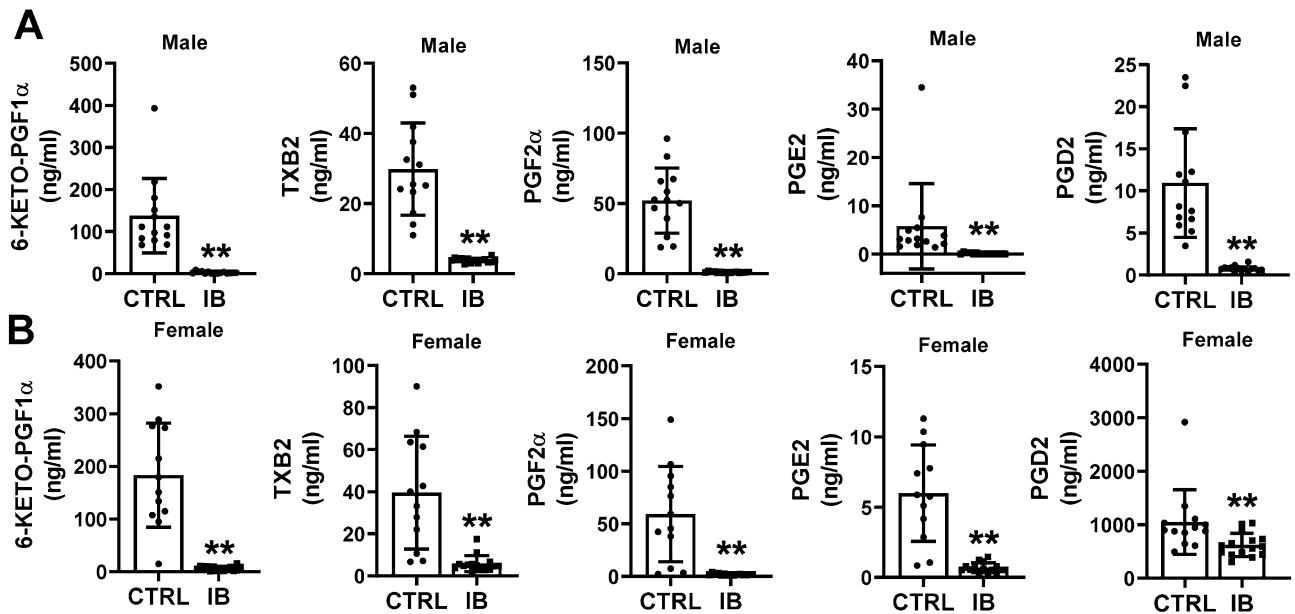 A
Male
6-KETO-PGF1α
(ng/ml)
500
400
300
200
100
0
**
CTRL IB
Male
TXB2
(ng/ml)
60
40
20
0
**
CTRL IB
Male
PGF2α
(ng/ml)
150
100
50
0
**
CTRL IB
Male
PGE2
(ng/ml)
40
30
20
10
0
**
CTRL IB
Male
PGD2
(ng/ml)
25
20
15
10
5
0
**
CTRL IB
B
Female
6-KETO-PGF1α
(ng/ml)
400
300
200
100
0
**
CTRL IB
Female
TXB2
(ng/ml)
100
80
60
40
20
0
**
CTRL IB
Female
PGF2α
(ng/ml)
200
150
100
50
0
**
CTRL IB
Female
PGE2
(ng/ml)
15
10
5
0
**
CTRL IB
Female
PGD2
(ng/ml)
4000
3000
2000
1000
0
**
CTRL IB